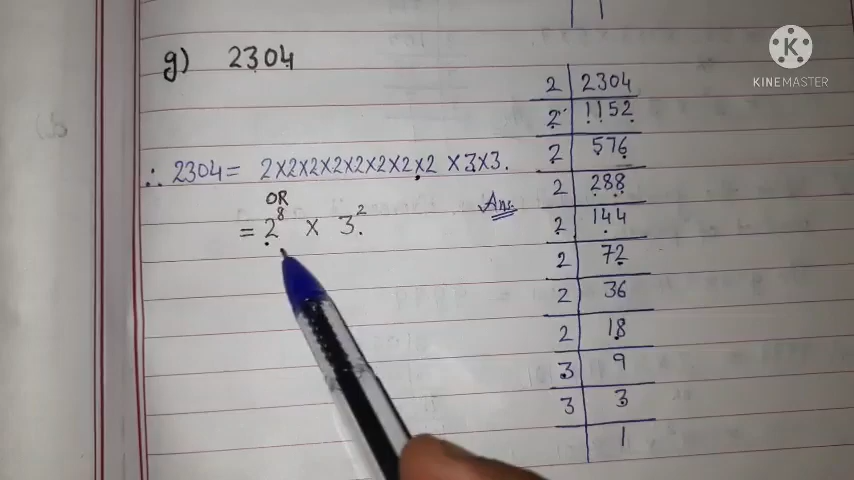 1
g) 2304
∴ 2304 = 2×2×2×2×2×2×2×2 ×3×3.
OR
= 2⁸ × 3²
Ans.
2 | 2304
2 | 1152
2 | 576
2 | 288
2 | 144
2 | 72
2 | 36
2 | 18
3 | 9
3 | 3
1
K
KINEMASTER